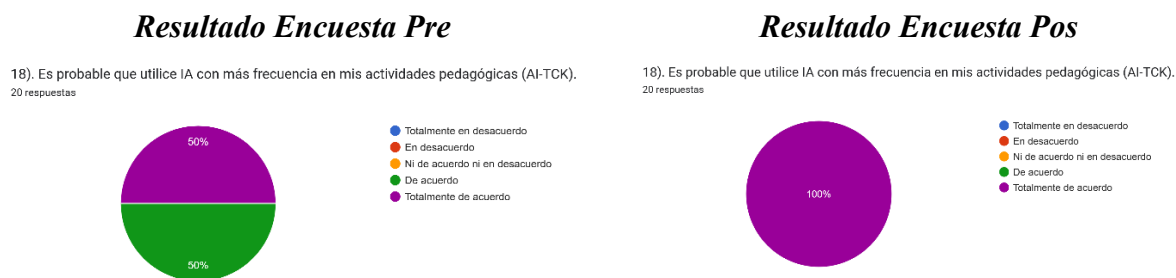 Resultado Encuesta Pre
18). Es probable que utilice IA con más frecuencia en mis actividades pedagógicas (AI-TCK).
20 respuestas
50%
50%
Totalmente en desacuerdo
En desacuerdo
Ni de acuerdo ni en desacuerdo
De acuerdo
Totalmente de acuerdo
Resultado Encuesta Pos
18). Es probable que utilice IA con más frecuencia en mis actividades pedagógicas (AI-TCK).
20 respuestas
100%
Totalmente en desacuerdo
En desacuerdo
Ni de acuerdo ni en desacuerdo
De acuerdo
Totalmente de acuerdo